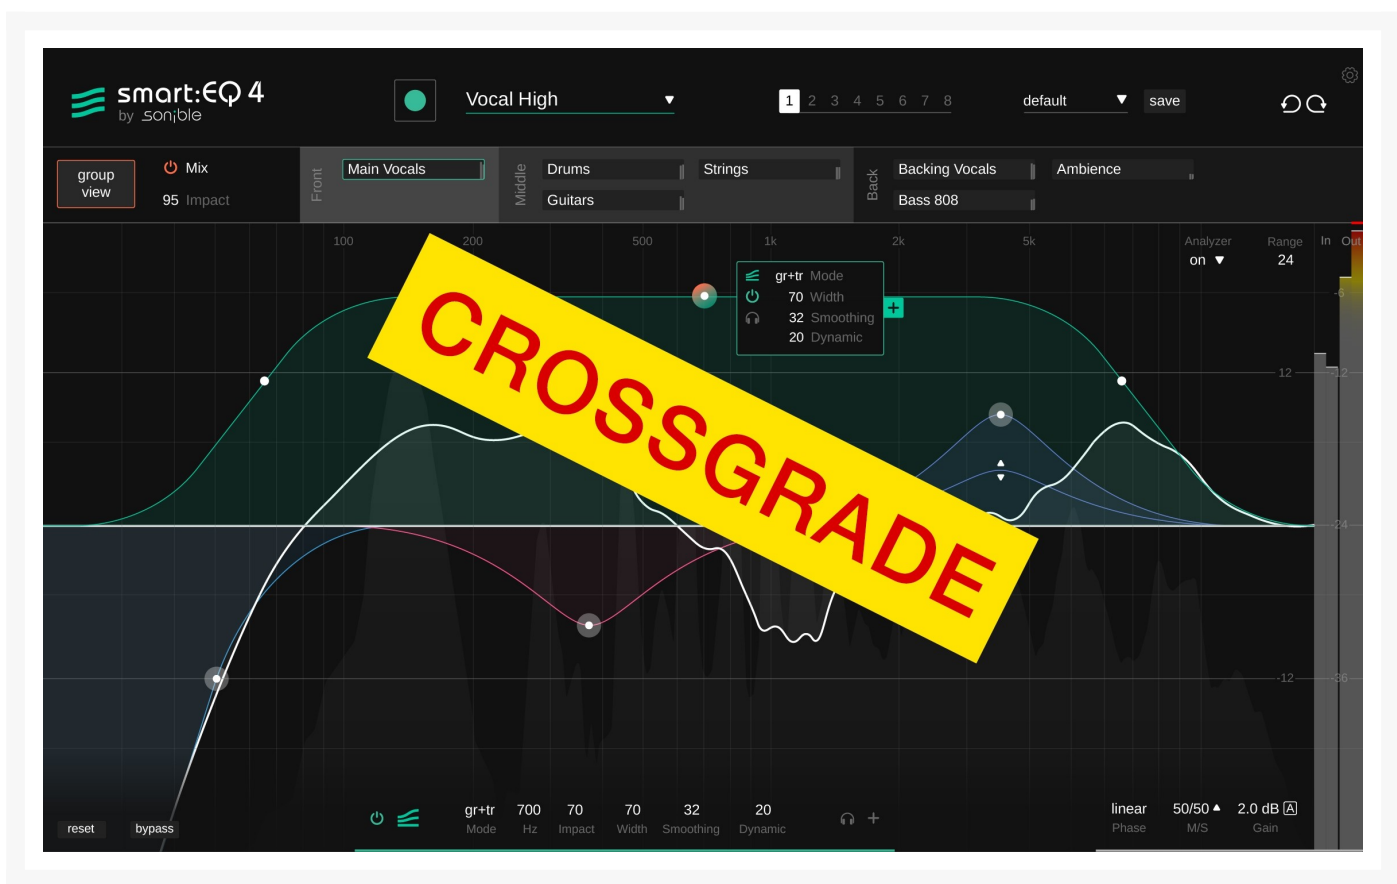 smart:EQ 4
by sonible
Vocal High
1 2 3 4 5 6 7 8
default
save
group
view
Mix
95 Impact
Front
Main Vocals
Middle
Drums
Strings
Guitars
Back
Backing Vocals
Ambience
Bass 808
100
200
500
1k
2k
5k
Analyzer
on
Range
24
In
Out
gr+tr Mode
70 Width
32 Smoothing
20 Dynamic
+
-6
12
-12
-24
-12
-36
CROSSGRADE
reset
bypass
gr+tr
Mode
700
Hz
70
Impact
70
Width
32
Smoothing
20
Dynamic
+
linear
Phase
50/50
M/S
2.0 dB A
Gain